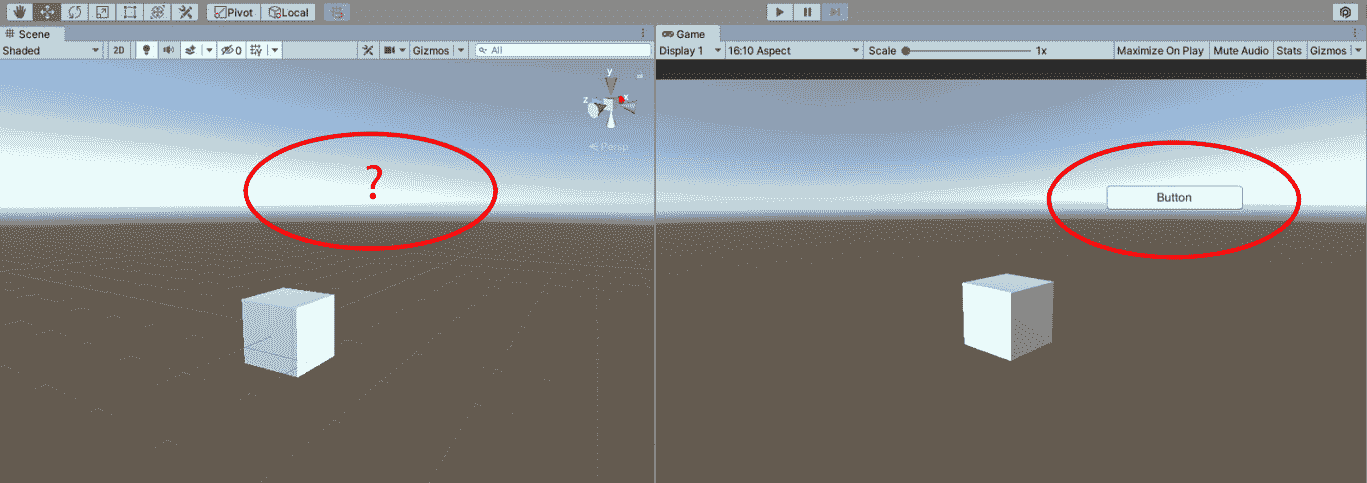 Pivot Local
Scene
Shaded 2D 0 Gizmos All
y
z x
Persp
?
Game
Display 1 16:10 Aspect Scale 1x Maximize On Play Mute Audio Stats Gizmos
Button